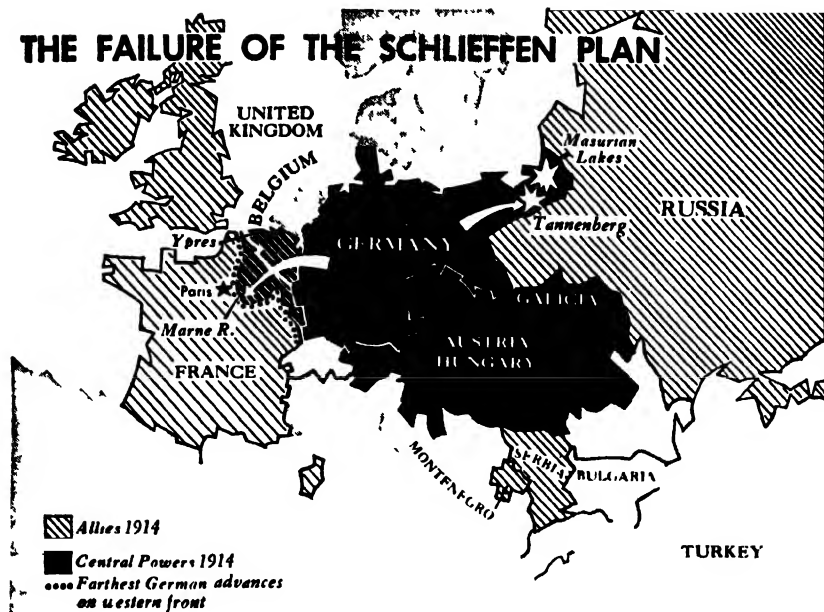 THE FAILURE OF THE SCHLIEFFEN PLAN
UNITED
KINGDOM
BELGIUM
Masurian
Lakes
RUSSIA
Ypres
Tannenberg
GERMANY
Paris
GALICIA
Marne R.
AUSTRIA
HUNGARY
FRANCE
MONTENEGRO
SERBIA
BULGARIA
TURKEY
Allies 1914
Central Powers 1914
Farthest German advances
on western front